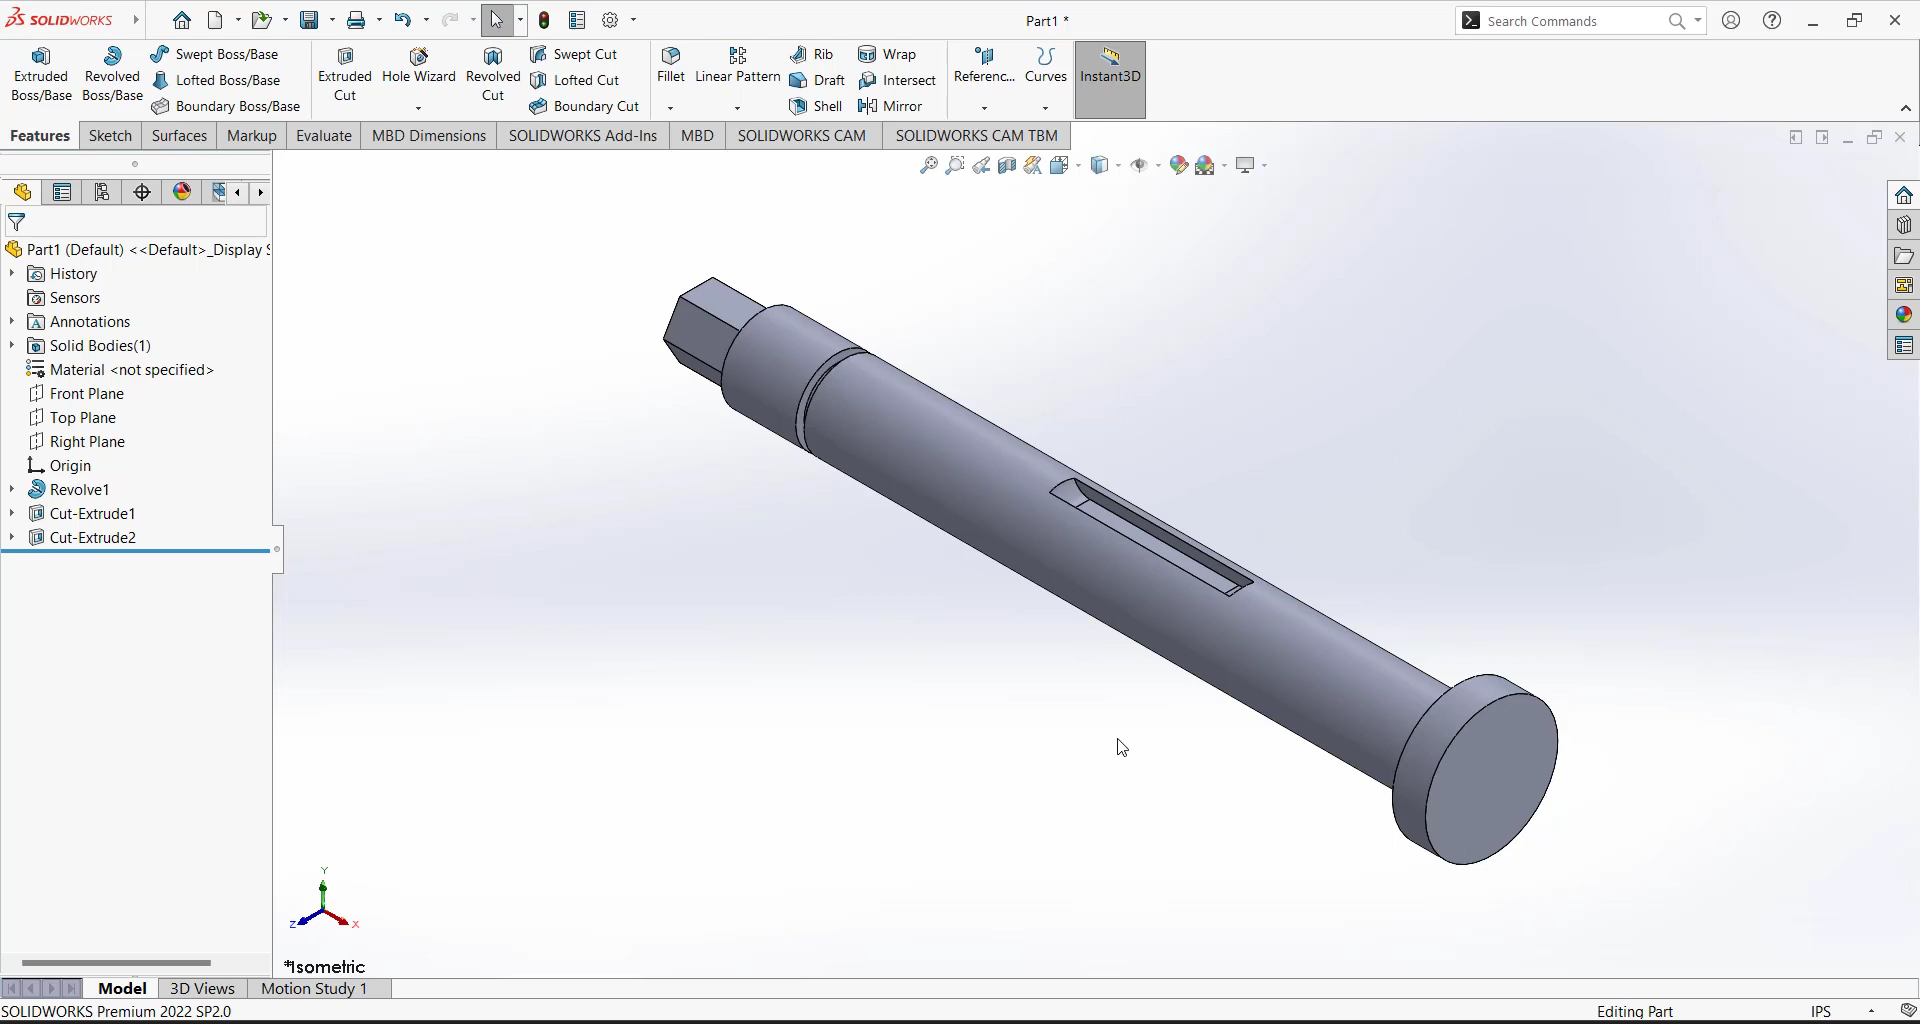 SOLIDWORKS
Part1 *
Search Commands
Extruded Boss/Base
Revolved Boss/Base
Swept Boss/Base
Lofted Boss/Base
Boundary Boss/Base
Extruded Cut
Hole Wizard
Revolved Cut
Swept Cut
Lofted Cut
Boundary Cut
Fillet
Linear Pattern
Rib
Draft
Shell
Wrap
Intersect
Mirror
Referenc...
Curves
Instant3D
Features
Sketch
Surfaces
Markup
Evaluate
MBD Dimensions
SOLIDWORKS Add-Ins
MBD
SOLIDWORKS CAM
SOLIDWORKS CAM TBM
Part1 (Default) <<Default>_Display S
History
Sensors
Annotations
Solid Bodies(1)
Material <not specified>
Front Plane
Top Plane
Right Plane
Origin
Revolve1
Cut-Extrude1
Cut-Extrude2
Y
Z
X
*Isometric
Model
3D Views
Motion Study 1
SOLIDWORKS Premium 2022 SP2.0
Editing Part
IPS